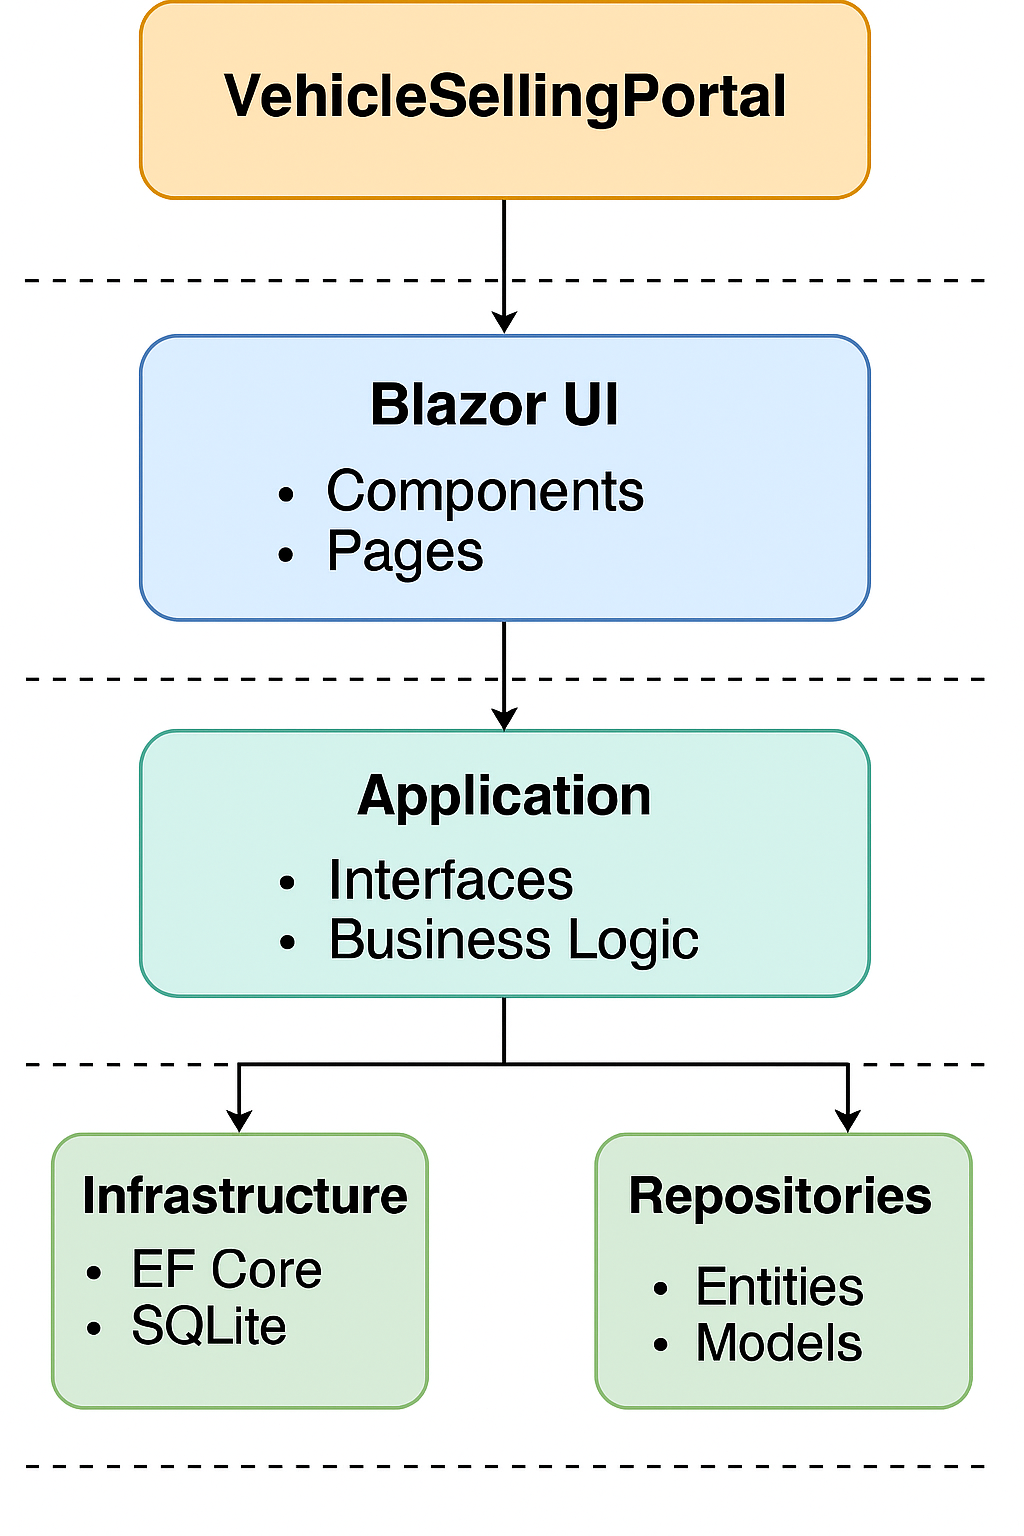 VehicleSellingPortal
Blazor UI
• Components
• Pages
Application
• Interfaces
• Business Logic
Infrastructure
• EF Core
• SQLite
Repositories
• Entities
• Models